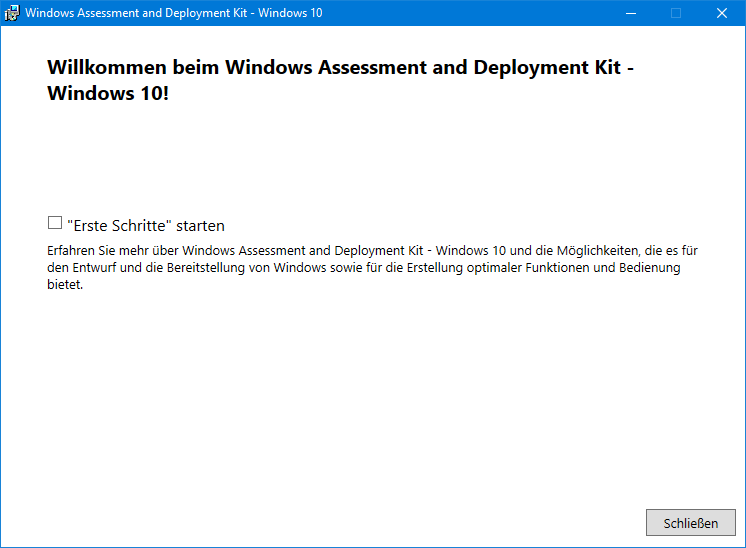 Windows Assessment and Deployment Kit - Windows 10
Willkommen beim Windows Assessment and Deployment Kit -
Windows 10!
"Erste Schritte" starten
Erfahren Sie mehr über Windows Assessment and Deployment Kit - Windows 10 und die Möglichkeiten, die es für
den Entwurf und die Bereitstellung von Windows sowie für die Erstellung optimaler Funktionen und Bedienung
bietet.
Schließen